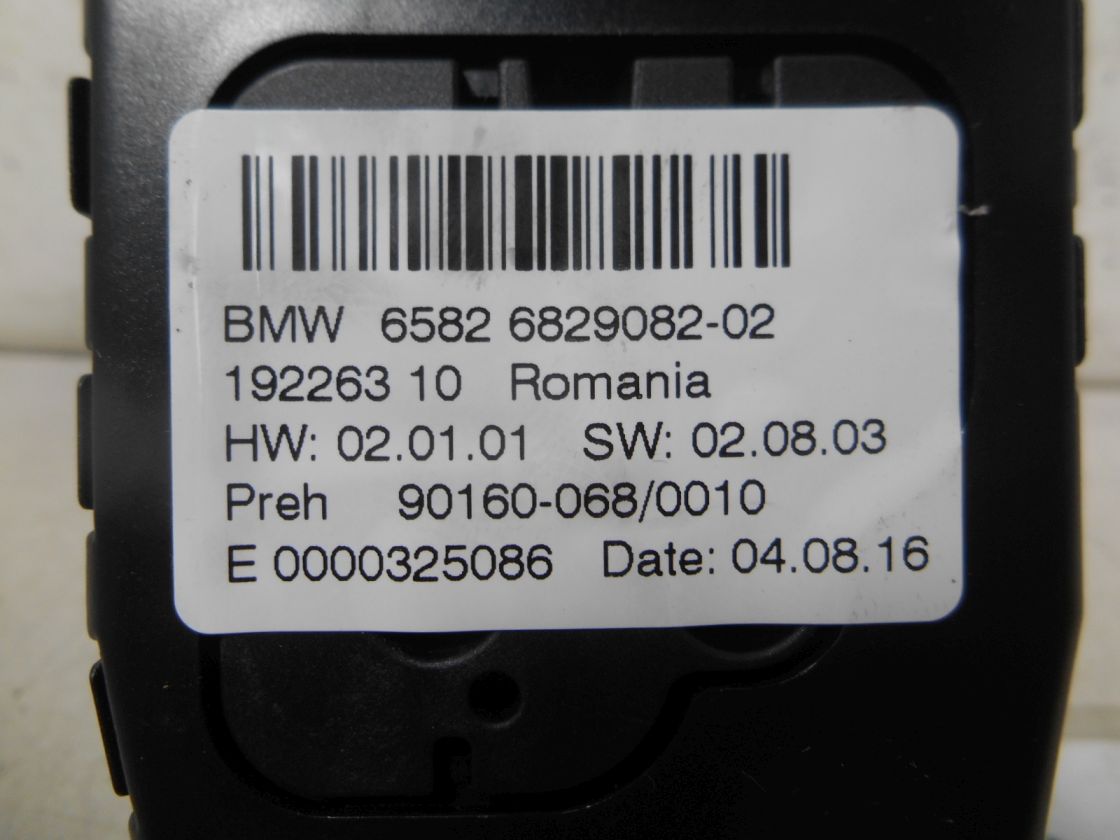 BMW 6582 6829082-02
192263 10 Romania
HW: 02.01.01 SW: 02.08.03
Preh 90160-068/0010
E 0000325086 Date: 04.08.16